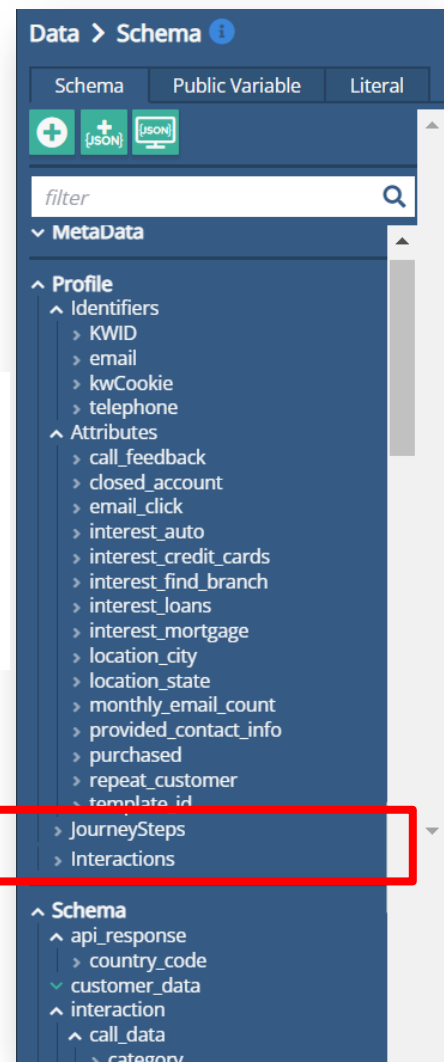 Data > Schema i
Schema Public Variable Literal
+ {JSON} {JSON}
filter
MetaData
Profile
Identifiers
KWID
email
kwCookie
telephone
Attributes
call_feedback
closed_account
email_click
interest_auto
interest_credit_cards
interest_find_branch
interest_loans
interest_mortgage
location_city
location_state
monthly_email_count
provided_contact_info
purchased
repeat_customer
template_id
JourneySteps
Interactions
Schema
api_response
country_code
customer_data
interaction
call_data
category